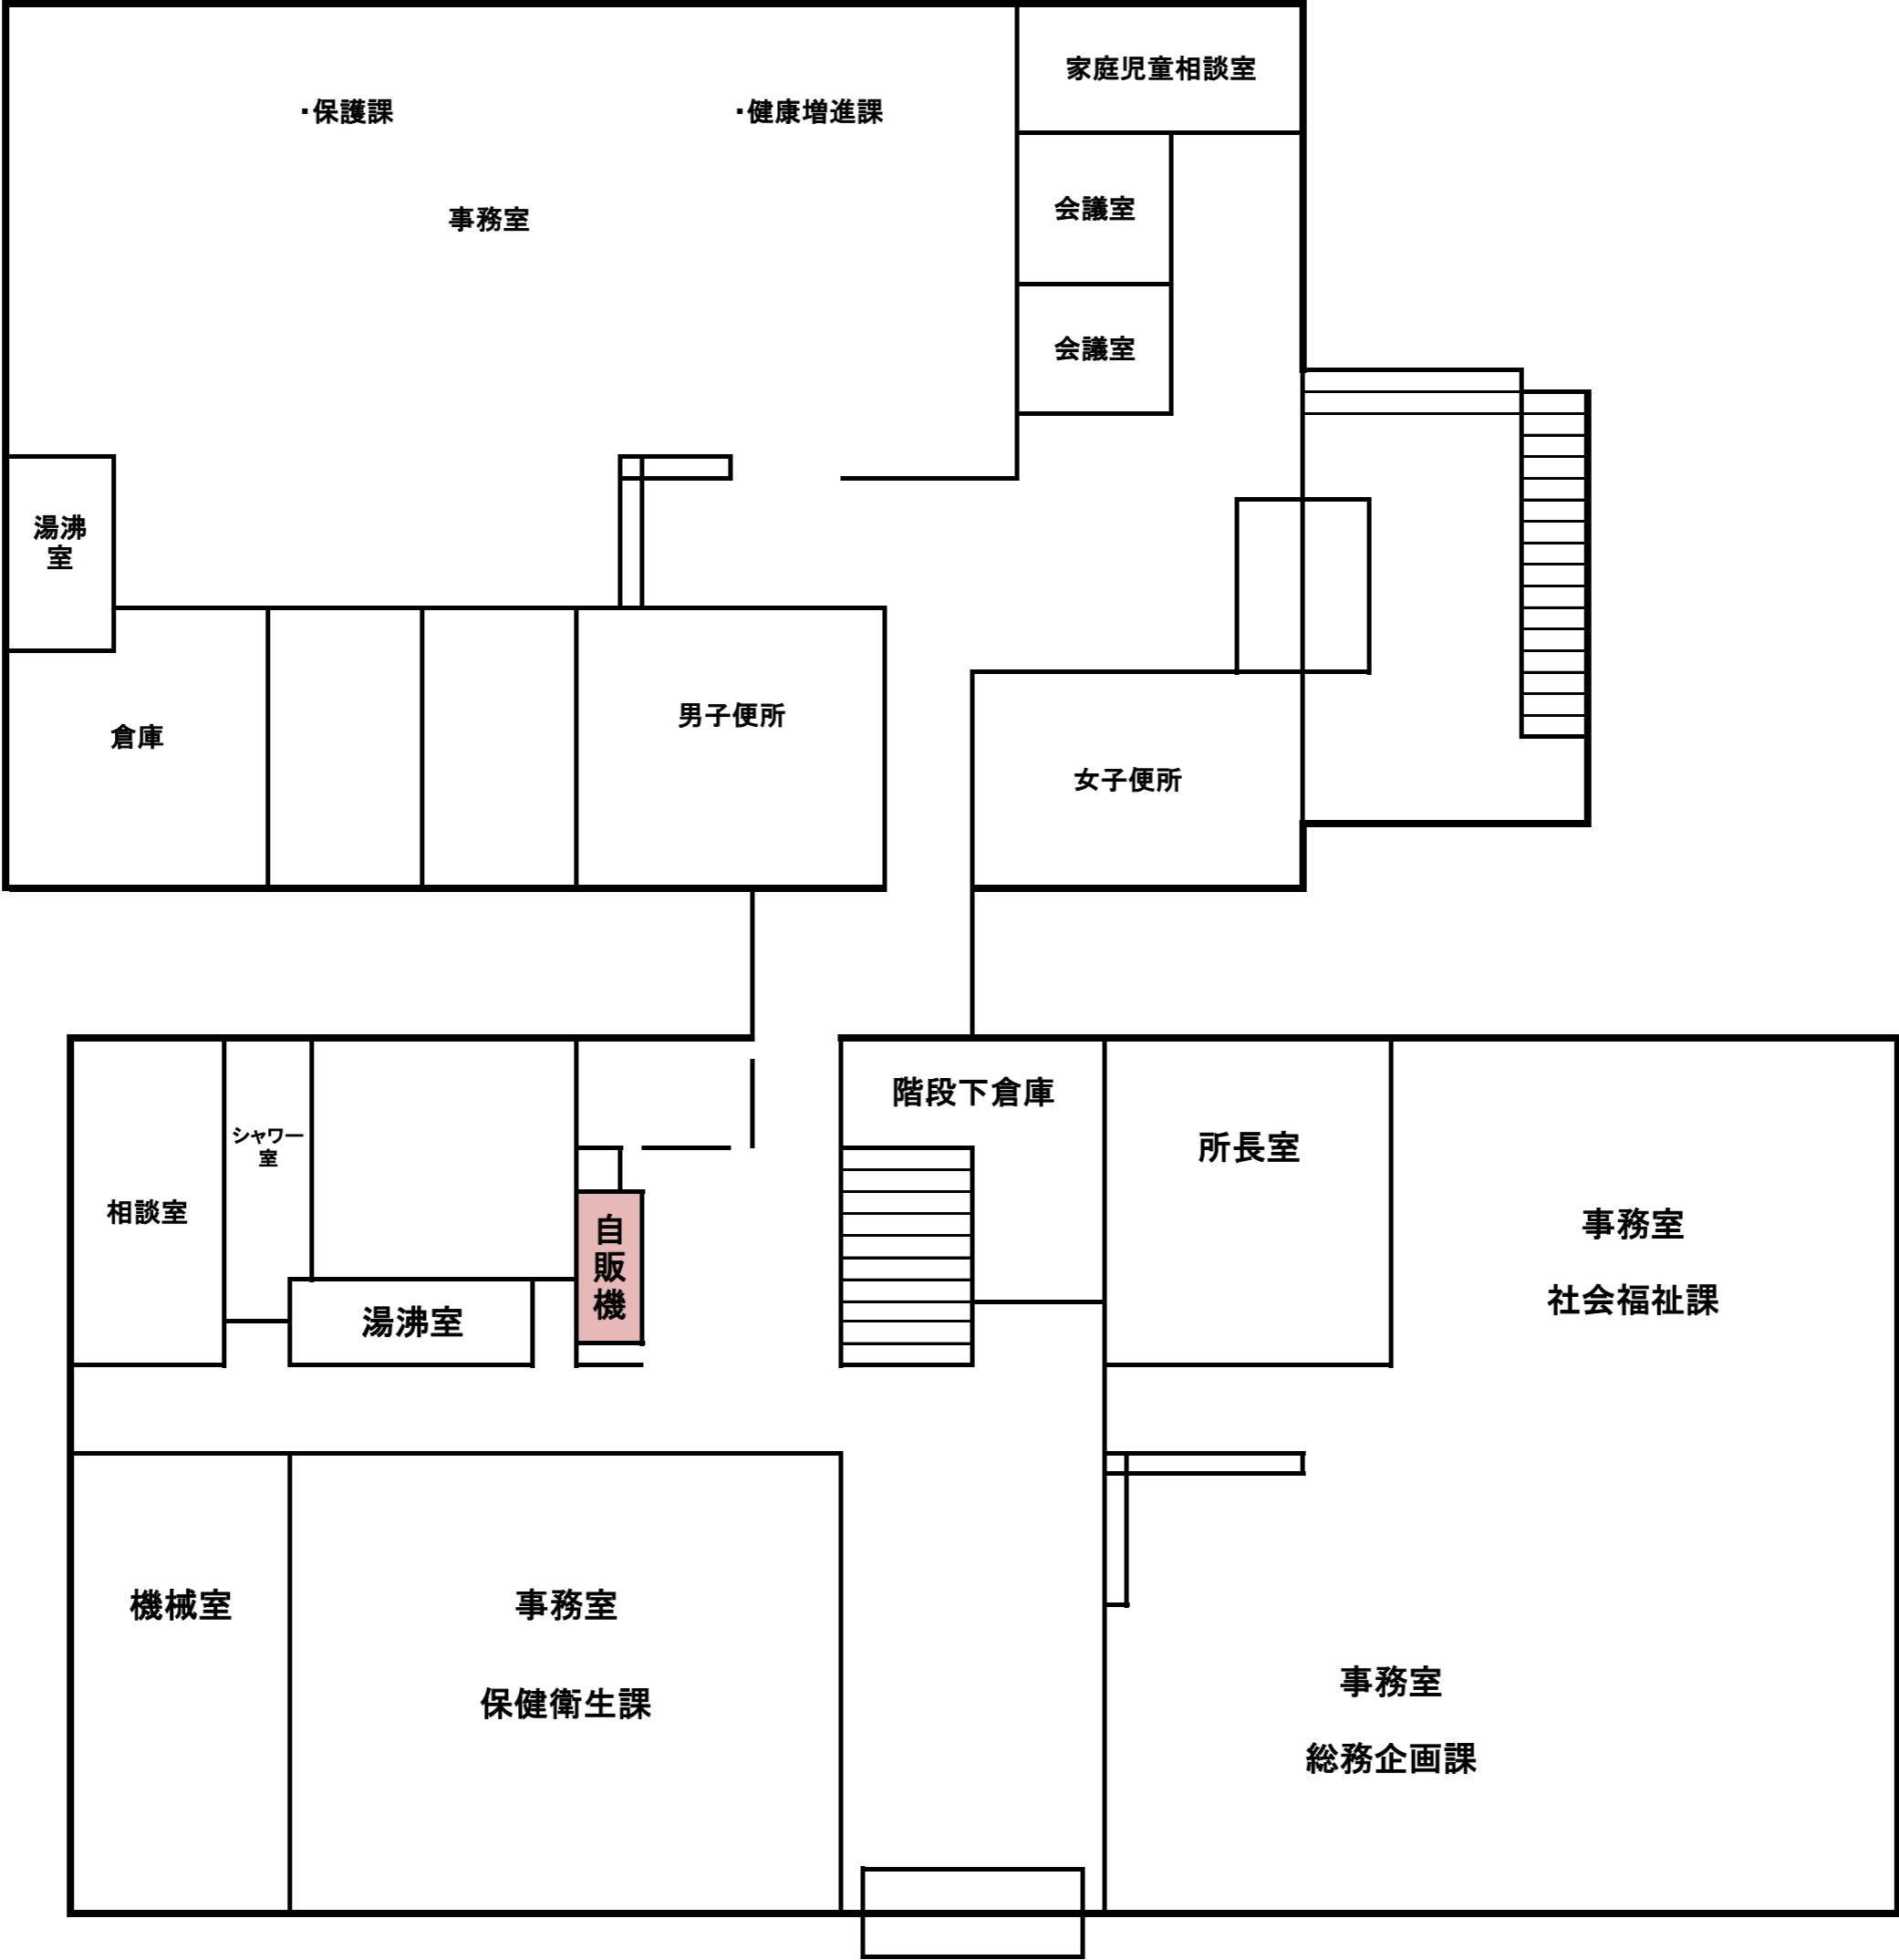 家庭児童相談室
・保護課
・健康増進課
会議室
事務室
会議室
湯沸
室
男子便所
倉庫
女子便所
階段下倉庫
シャワー
室
所長室
相談室
自
販
機
事務室
社会福祉課
湯沸室
機械室
事務室
保健衛生課
事務室
総務企画課